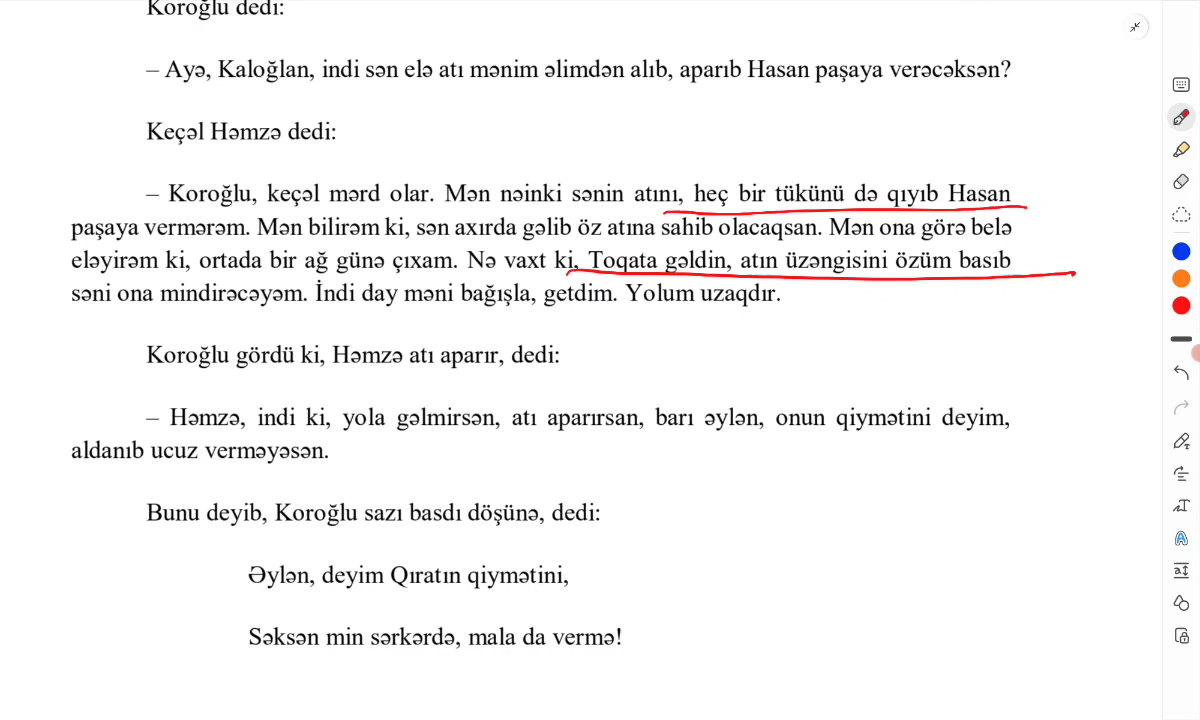 Koroğlu dedi:
– Ayə, Kaloğlan, indi sən elə atı mənim əlimdən alıb, aparıb Hasan paşaya verəcəksən?
Keçəl Həmzə dedi:
– Koroğlu, keçəl mərd olar. Mən nəinki sənin atını, heç bir tükünü də qıyıb Hasan
paşaya vermərəm. Mən bilirəm ki, sən axırda gəlib öz atına sahib olacaqsan. Mən ona görə belə
eləyirəm ki, ortada bir ağ günə çıxam. Nə vaxt ki, Toqata gəldin, atın üzəngisini özüm basıb
səni ona mindirəcəyəm. İndi day məni bağışla, getdim. Yolum uzaqdır.
Koroğlu gördü ki, Həmzə atı aparır, dedi:
– Həmzə, indi ki, yola gəlmirsən, atı aparırsan, barı əylən, onun qiymətini deyim,
aldanıb ucuz verməyəsən.
Bunu deyib, Koroğlu sazı basdı döşünə, dedi:
Əylən, deyim Qıratın qiymətini,
Səksən min sərkərdə, mala da vermə!